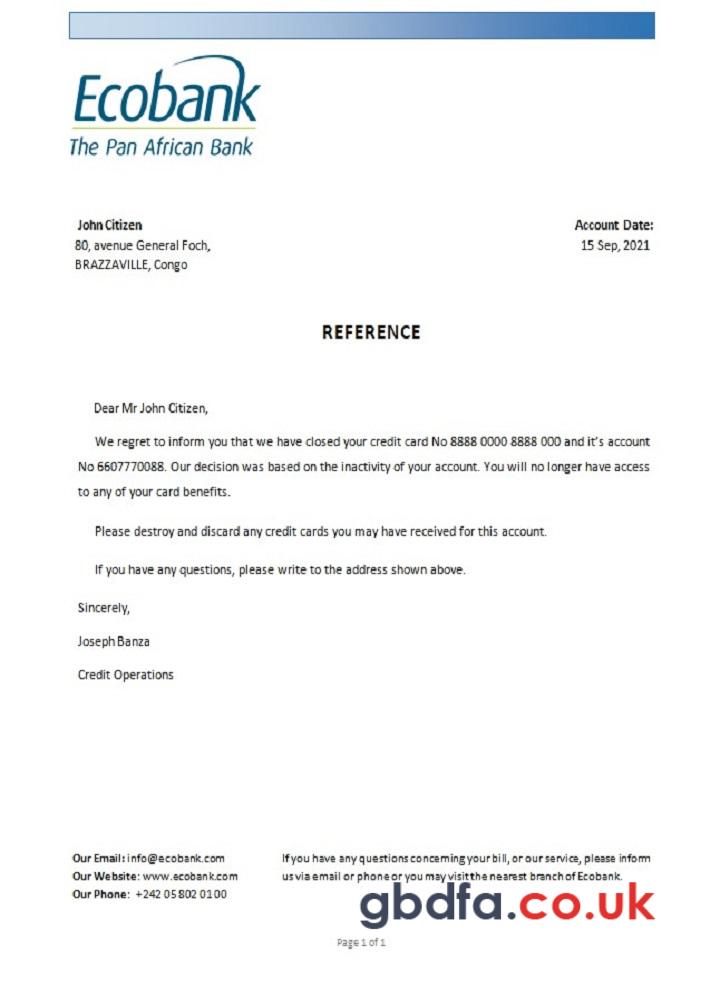 Ecobank
The Pan African Bank
John Citizen
80, avenue General Foch,
BRAZZAVILLE, Congo
Account Date:
15 Sep, 2021
REFERENCE
Dear Mr John Citizen,
We regret to inform you that we have closed your credit card No 8888 0000 8888 000 and it's account
No 6607770088. Our decision was based on the inactivity of your account. You will no longer have access
to any of your card benefits.
Please destroy and discard any credit cards you may have received for this account.
If you have any questions, please write to the address shown above.
Sincerely,
Joseph Banza
Credit Operations
Our Email: info@ecobank.com
Our Website: www.ecobank.com
Our Phone: +242 05 802 0100
If you have any questions concerning your bill, or our service, please inform
us via email or phone or you may visit the nearest branch of Ecobank.
gbdfa.co.uk
Page 1 of 1